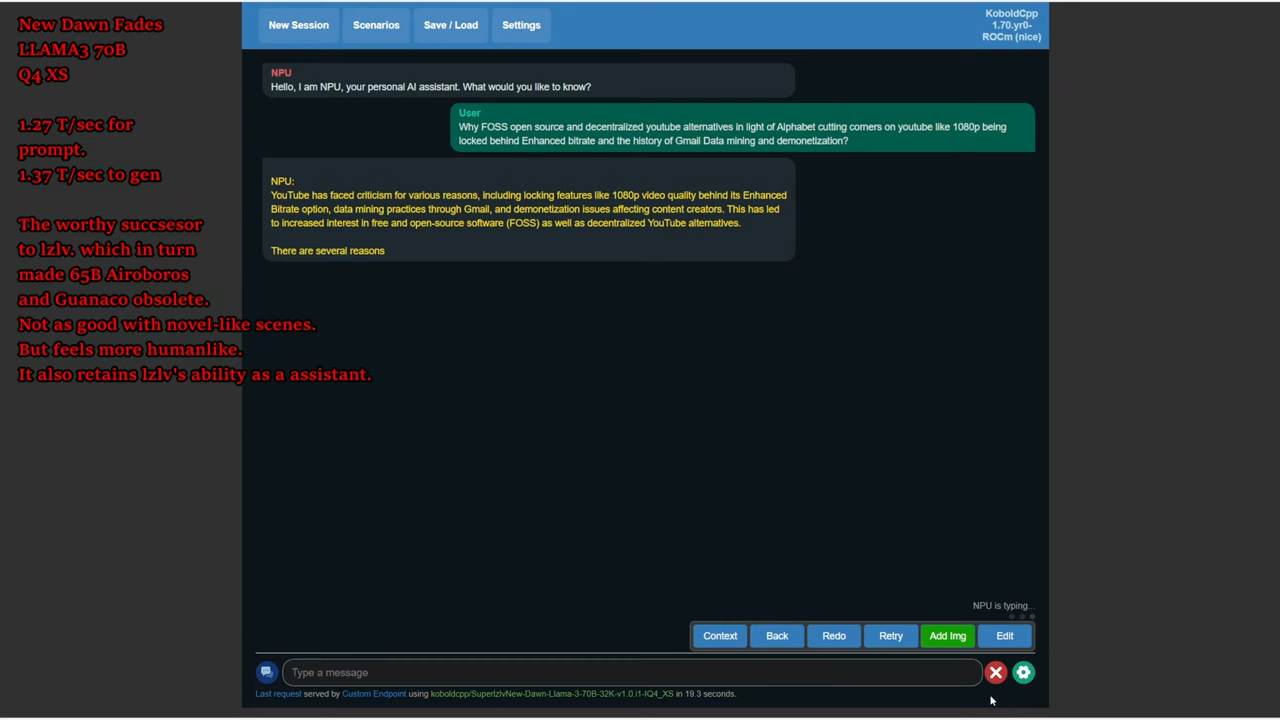 New Dawn Fades
LLAMA3 70B
Q4 XS
1.27 T/sec for
prompt.
1.37 T/sec to gen
The worthy succsesor
to lzlv. which in turn
made 65B Airoboros
and Guanaco obsolete.
Not as good with novel-like scenes.
But feels more humanlike.
It also retains lzlv's ability as a assistant.
New Session
Scenarios
Save / Load
Settings
KoboldCpp
1.70.yr0-
ROCm (nice)
NPU
Hello, I am NPU, your personal AI assistant. What would you like to know?
User
Why FOSS open source and decentralized youtube alternatives in light of Alphabet cutting corners on youtube like 1080p being
locked behind Enhanced bitrate and the history of Gmail Data mining and demonetization?
NPU:
YouTube has faced criticism for various reasons, including locking features like 1080p video quality behind its Enhanced
Bitrate option, data mining practices through Gmail, and demonetization issues affecting content creators. This has led
to increased interest in free and open-source software (FOSS) as well as decentralized YouTube alternatives.
There are several reasons
NPU is typing...
Context
Back
Redo
Retry
Add Img
Edit
Type a message
Last request served by Custom Endpoint using koboldcpp/SuperlzlvNew-Dawn-Llama-3-70B-32K-v1.0.i1-IQ4_XS in 19.3 seconds.